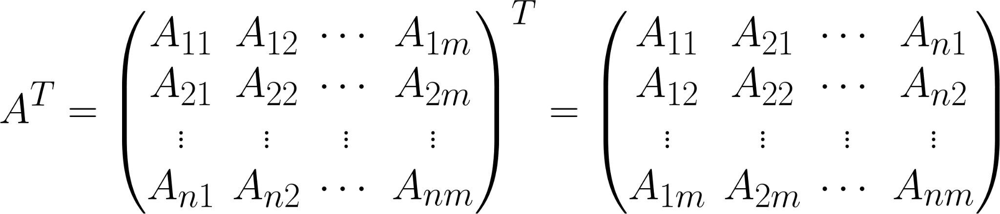 A^T = \begin{pmatrix} A_{11} & A_{12} & \cdots & A_{1m} \\ A_{21} & A_{22} & \cdots & A_{2m} \\ \vdots & \vdots & \vdots & \vdots \\ A_{n1} & A_{n2} & \cdots & A_{nm} \end{pmatrix}^T = \begin{pmatrix} A_{11} & A_{21} & \cdots & A_{n1} \\ A_{12} & A_{22} & \cdots & A_{n2} \\ \vdots & \vdots & \vdots & \vdots \\ A_{1m} & A_{2m} & \cdots & A_{nm} \end{pmatrix}